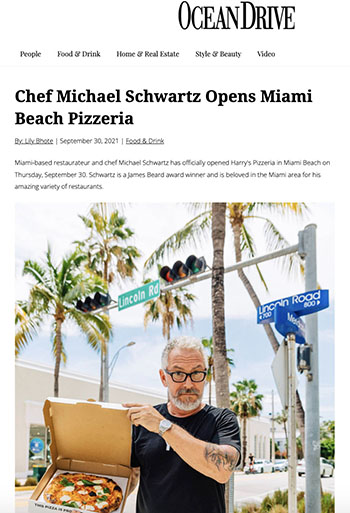 OCEAN DRIVE
People Food & Drink Home & Real Estate Style & Beauty Video
Chef Michael Schwartz Opens Miami
Beach Pizzeria
By: Lily Bhote | September 30, 2021 | Food & Drink
Miami-based restaurateur and chef Michael Schwartz has officially opened Harry's Pizzeria in Miami Beach on
Thursday, September 30. Schwartz is a James Beard award winner and is beloved in the Miami area for his
amazing variety of restaurants.
Lincoln Rd
Lincoln Road
800
THIS PIZZA IS